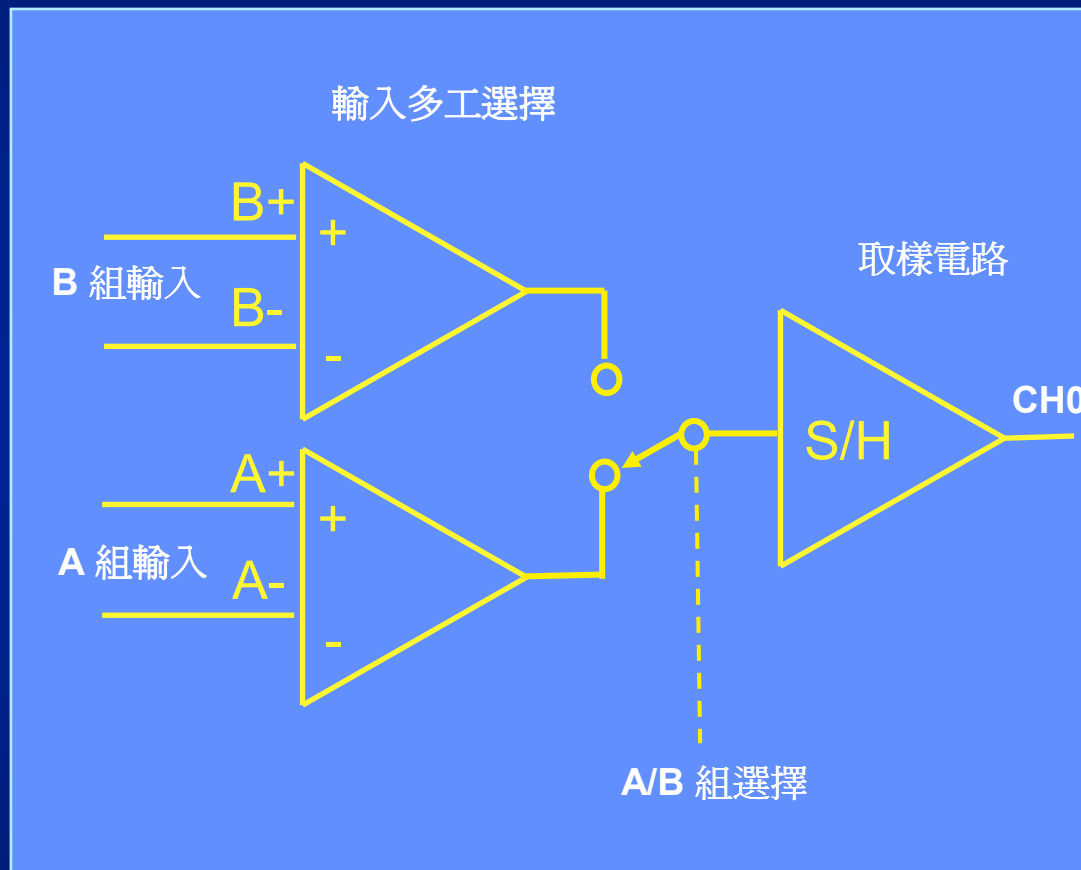 輸入多工選擇
B+
+
B 組輸入
B-
-
取樣電路
S/H
CH0
A+
+
A 組輸入
A-
-
A/B 組選擇